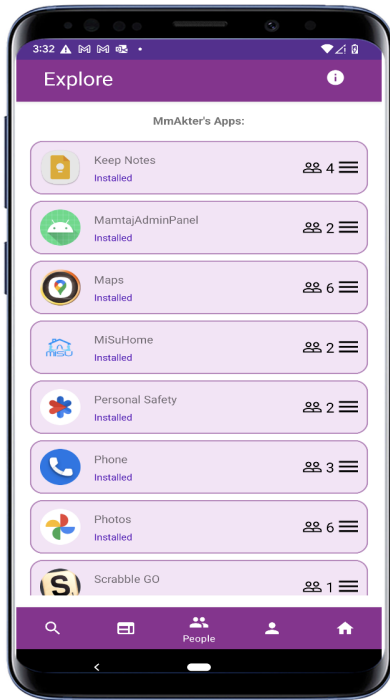 3:32
Explore
MmAkter's Apps:
Keep Notes
Installed
4
MamtajAdminPanel
Installed
2
Maps
Installed
6
MiSU
MiSuHome
Installed
2
Personal Safety
Installed
2
Phone
Installed
3
Photos
Installed
6
S
Scrabble GO
1
People